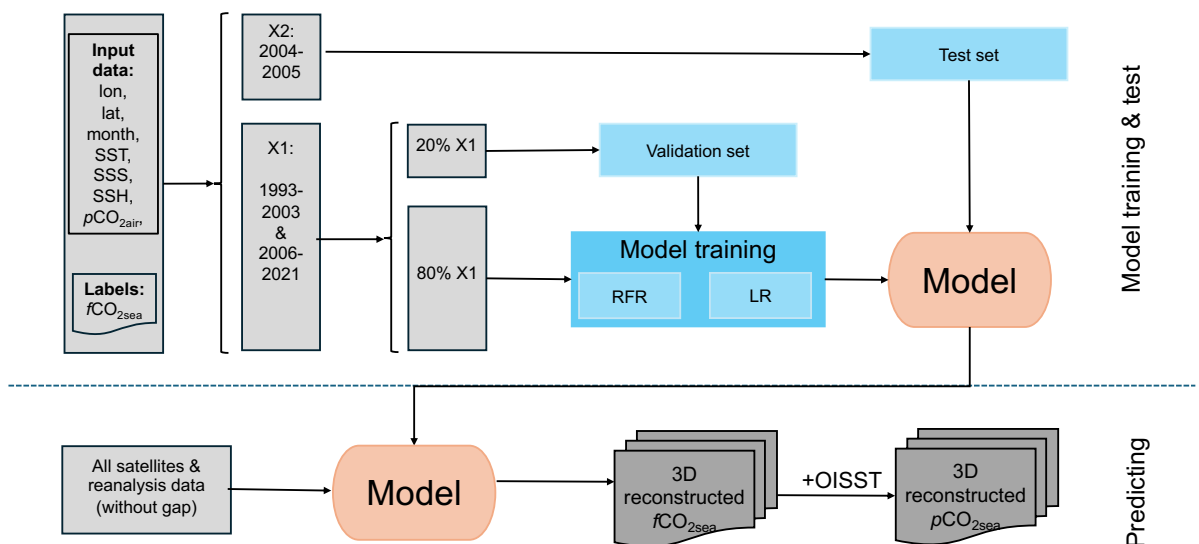 Input
data:
lon,
lat,
month,
SST,
SSS,
SSH,
pCO2air,
Labels:
fCO2sea
X2:
2004-
2005
X1:
1993-
2003
&
2006-
2021
20% X1
80% X1
Validation set
Model training
RFR
LR
Test set
Model
Model training & test
All satellites &
reanalysis data
(without gap)
Model
3D
reconstructed
fCO2sea
+OISST
3D
reconstructed
pCO2sea
Predicting